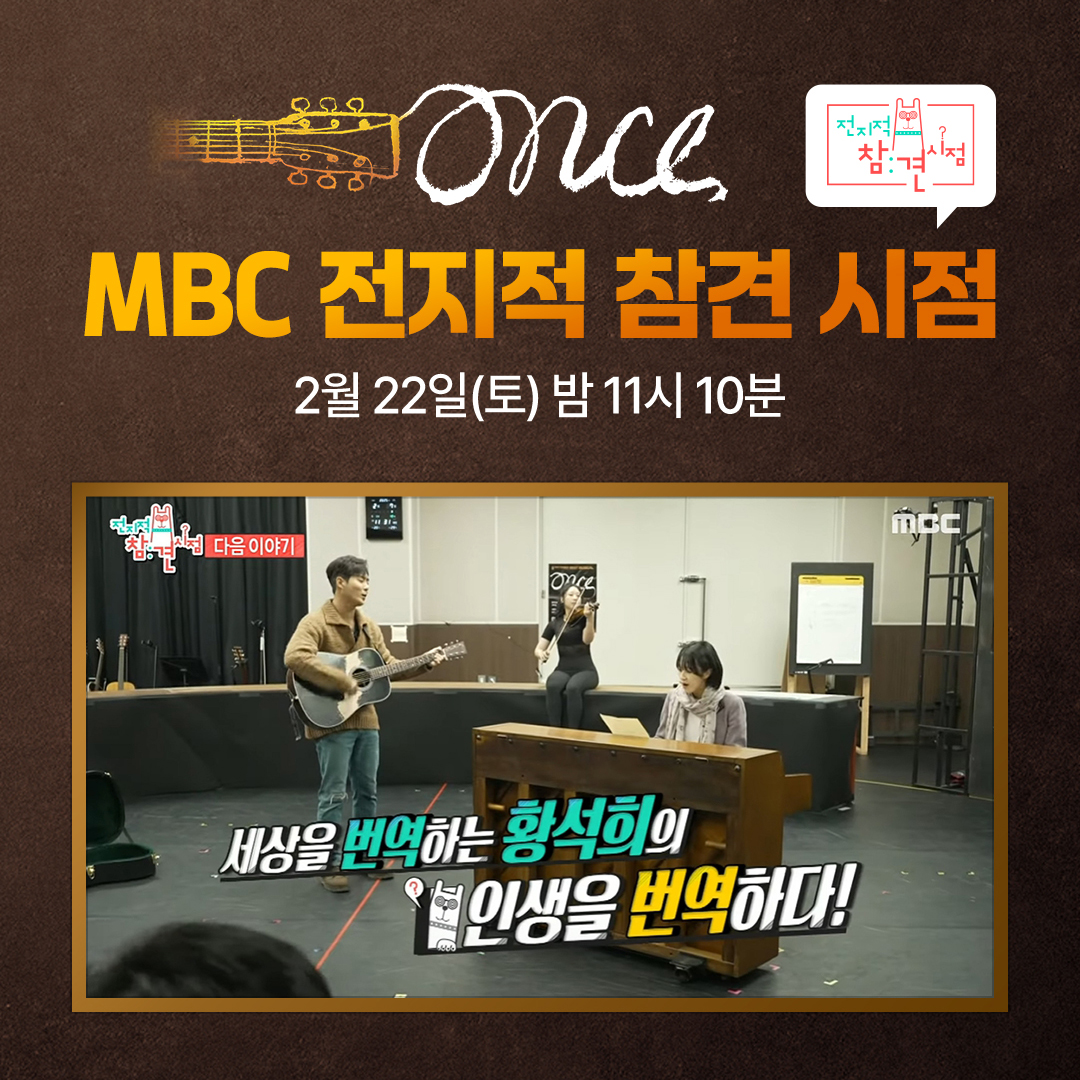 once
전지적
참:견 시점
?
MBC 전지적 참견 시점
2월 22일(토) 밤 11시 10분
전지적
참:견 시점
?
다음 이야기
MBC
once
세상을 번역하는 황석희의
?
인생을 번역하다!